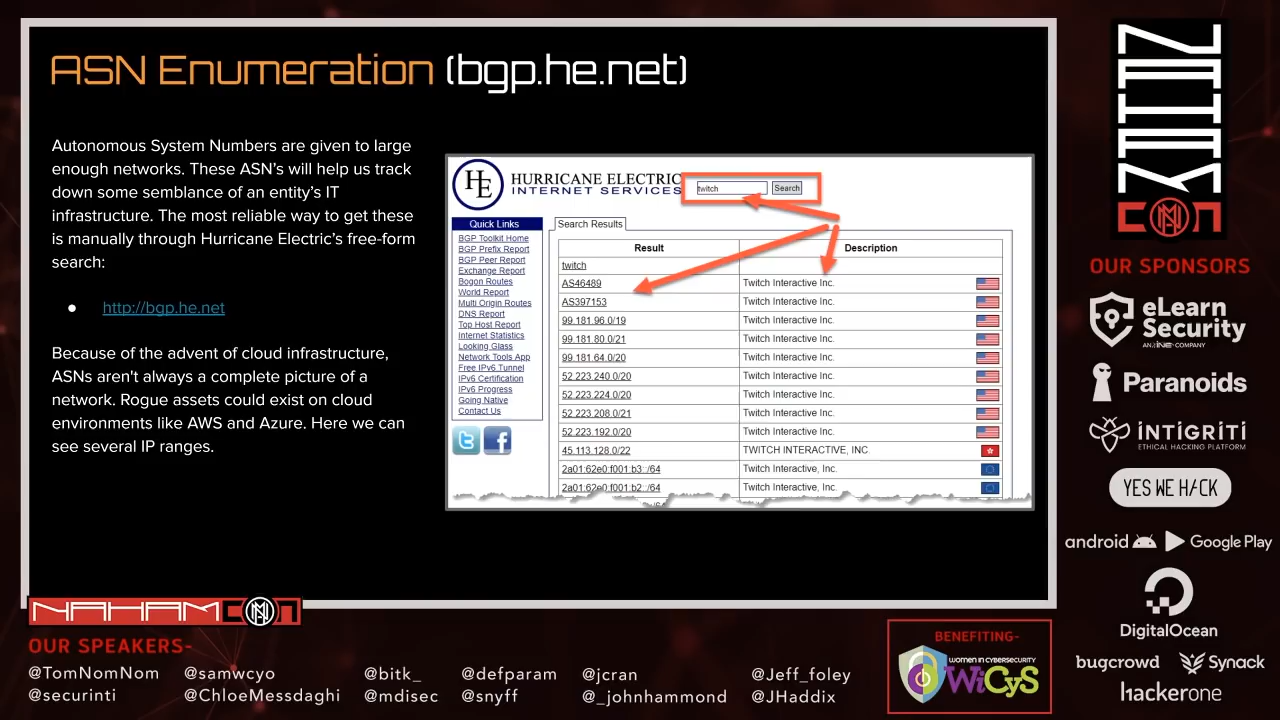 ASN Enumeration (bgp.he.net)
Autonomous System Numbers are given to large
enough networks. These ASN's will help us track
down some semblance of an entity's IT
infrastructure. The most reliable way to get these
is manually through Hurricane Electric's free-form
search:
● http://bgp.he.net
Because of the advent of cloud infrastructure,
ASNs aren't always a complete picture of a
network. Rogue assets could exist on cloud
environments like AWS and Azure. Here we can
see several IP ranges.
HE
HURRICANE ELECTRIC
INTERNET SERVICES
twitch Search
Quick Links
BGP Toolkit Home
BGP Prefix Report
BGP Peer Report
Exchange Report
Bogon Routes
World Report
Multi Origin Routes
DNS Report
Top Host Report
Internet Statistics
Looking Glass
Network Tools App
Free IPv6 Tunnel
IPv6 Certification
IPv6 Progress
Going Native
Contact Us
Search Results
Result Description
twitch
AS46489 Twitch Interactive Inc.
AS397153 Twitch Interactive Inc.
99.181.96.0/19 Twitch Interactive Inc.
99.181.80.0/21 Twitch Interactive Inc.
99.181.64.0/20 Twitch Interactive Inc.
52.223.240.0/20 Twitch Interactive Inc.
52.223.224.0/20 Twitch Interactive Inc.
52.223.208.0/21 Twitch Interactive Inc.
52.223.192.0/20 Twitch Interactive Inc.
45.113.128.0/22 TWITCH INTERACTIVE, INC
2a01:62e0:f001:b3::/64 Twitch Interactive, Inc.
2a01:62e0:f001:b2::/64 Twitch Interactive, Inc.
NAHAMCON
OUR SPONSORS
eLearn
Security
AN INE COMPANY
Paranoids
INTIGRITI
ETHICAL HACKING PLATFORM
YES WE H/CK
android Google Play
DigitalOcean
bugcrowd Synack
hackerone
NAHAMCON
OUR SPEAKERS-
@TomNomNom @samwcyo @bitk_ @defparam @jcran @Jeff_foley
@securinti @ChloeMessdaghi @mdisec @snyff @_johnhammond @JHaddix
BENEFITING-
WOMEN IN CYBERSECURITY
WiCyS